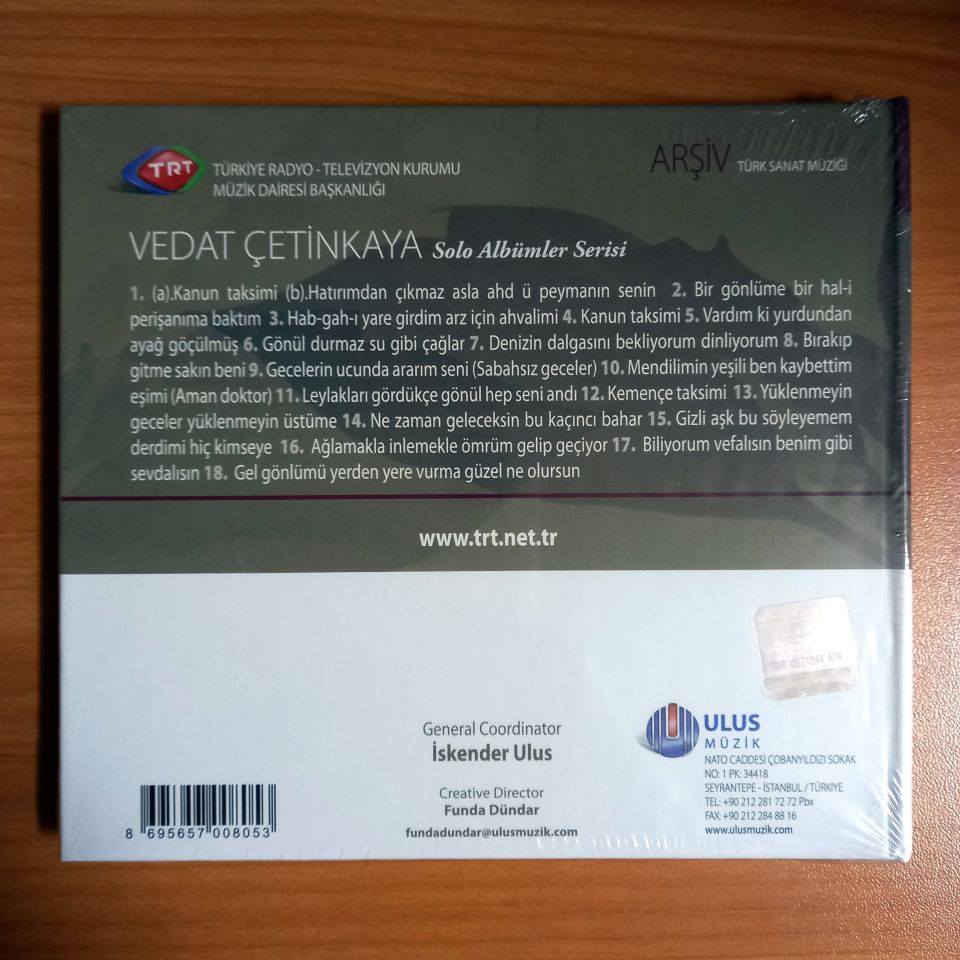 TRT
TÜRKİYE RADYO - TELEVİZYON KURUMU
MÜZİK DAİRESİ BAŞKANLIĞI
ARŞİV TÜRK SANAT MÜZİĞİ
VEDAT ÇETİNKAYA Solo Albümler Serisi
1. (a).Kanun taksimi (b).Hatırımdan çıkmaz asla ahd ü peymanın senin 2. Bir gönlüme bir hal-i
perişanıma baktım 3. Hab-gah-ı yare girdim arz için ahvalimi 4. Kanun taksimi 5. Vardım ki yurdundan
ayağ göçülmüş 6. Gönül durmaz su gibi çağlar 7. Denizin dalgasını bekliyorum dinliyorum 8. Bırakıp
gitme sakın beni 9. Gecelerin ucunda ararım seni (Sabahsız geceler) 10. Mendilimin yeşili ben kaybettim
eşimi (Aman doktor) 11. Leylakları gördükçe gönül hep seni andı 12. Kemençe taksimi 13. Yüklenmeyin
geceler yüklenmeyin üstüme 14. Ne zaman geleceksin bu kaçıncı bahar 15. Gizli aşk bu söyleyemem
derdimi hiç kimseye 16. Ağlamakla inlemekle ömrüm gelip geçiyor 17. Biliyorum vefalısın benim gibi
sevdalısın 18. Gel gönlümü yerden yere vurma güzel ne olursun
www.trt.net.tr
General Coordinator
İskender Ulus
Creative Director
Funda Dündar
fundadundar@ulusmuzik.com
ULUS
MÜZİK
NATO CADDESİ ÇOBANYILDIZI SOKAK
NO: 1 PK: 34418
SEYRANTEPE - İSTANBUL / TÜRKİYE
TEL: +90 212 281 72 72 Pbx
FAX: +90 212 284 88 16
www.ulusmuzik.com
8 695657 008053